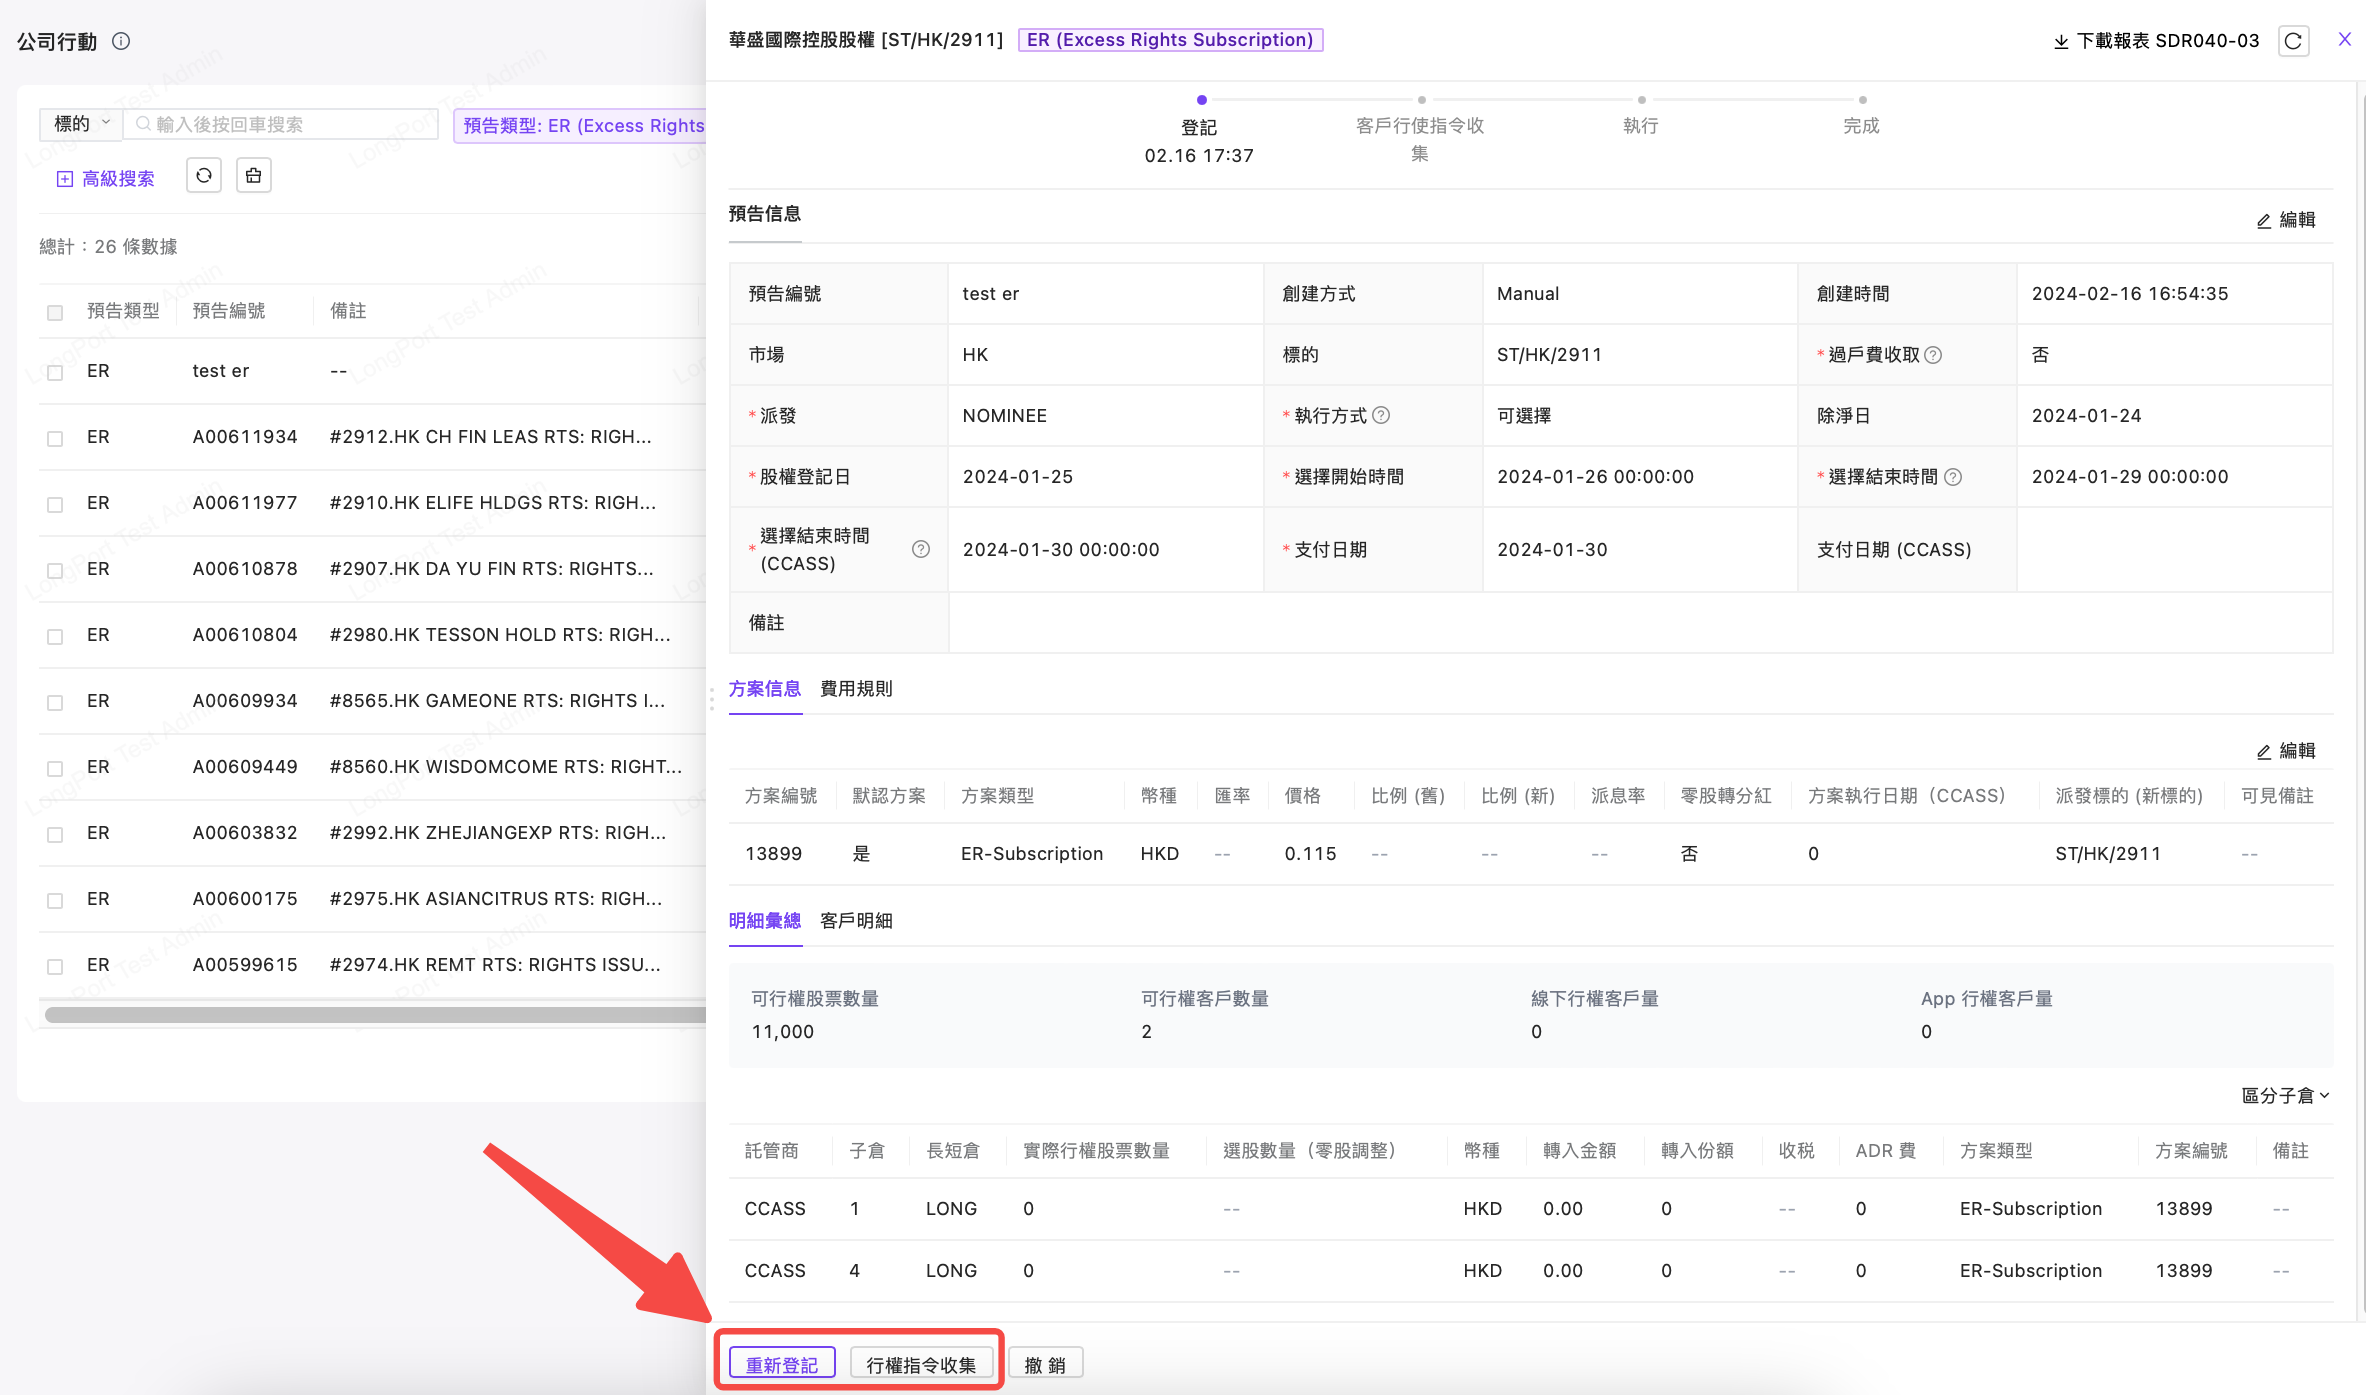 公司行動
標的
輸入後按回車搜索
預告類型: ER (Excess Rights
高級搜索
總計：26 條數據
預告類型 預告編號 備註
ER test er --
ER A00611934 #2912.HK CH FIN LEAS RTS: RIGH...
ER A00611977 #2910.HK ELIFE HLDGS RTS: RIGH...
ER A00610878 #2907.HK DA YU FIN RTS: RIGHTS...
ER A00610804 #2980.HK TESSON HOLD RTS: RIGH...
ER A00609934 #8565.HK GAMEONE RTS: RIGHTS I...
ER A00609449 #8560.HK WISDOMCOME RTS: RIGHT...
ER A00603832 #2992.HK ZHEJIANGEXP RTS: RIGH...
ER A00600175 #2975.HK ASIANCITRUS RTS: RIGH...
ER A00599615 #2974.HK REMT RTS: RIGHTS ISSU...
LongPort Test Admin
華盛國際控股股權 [ST/HK/2911] ER (Excess Rights Subscription)
下載報表 SDR040-03
登記
02.16 17:37
客戶行使指令收
集
執行
完成
預告信息
編輯
預告編號 test er 創建方式 Manual 創建時間 2024-02-16 16:54:35
市場 HK 標的 ST/HK/2911 *過戶費收取 否
*派發 NOMINEE *執行方式 可選擇 除淨日 2024-01-24
*股權登記日 2024-01-25 *選擇開始時間 2024-01-26 00:00:00 *選擇結束時間 2024-01-29 00:00:00
*選擇結束時間
(CCASS) 2024-01-30 00:00:00 *支付日期 2024-01-30 支付日期 (CCASS)
備註
方案信息 費用規則
編輯
方案編號 默認方案 方案類型 幣種 匯率 價格 比例 (舊) 比例 (新) 派息率 零股轉分紅 方案執行日期（CCASS） 派發標的 (新標的) 可見備註
13899 是 ER-Subscription HKD -- 0.115 -- -- -- 否 0 ST/HK/2911 --
明細彙總 客戶明細
可行權股票數量 可行權客戶數量 線下行權客戶量 App 行權客戶量
11,000 2 0 0
區分子倉
託管商 子倉 長短倉 實際行權股票數量 選股數量（零股調整） 幣種 轉入金額 轉入份額 收税 ADR 費 方案類型 方案編號 備註
CCASS 1 LONG 0 -- HKD 0.00 0 -- 0 ER-Subscription 13899 --
CCASS 4 LONG 0 -- HKD 0.00 0 -- 0 ER-Subscription 13899 --
重新登記 行權指令收集 撤 銷